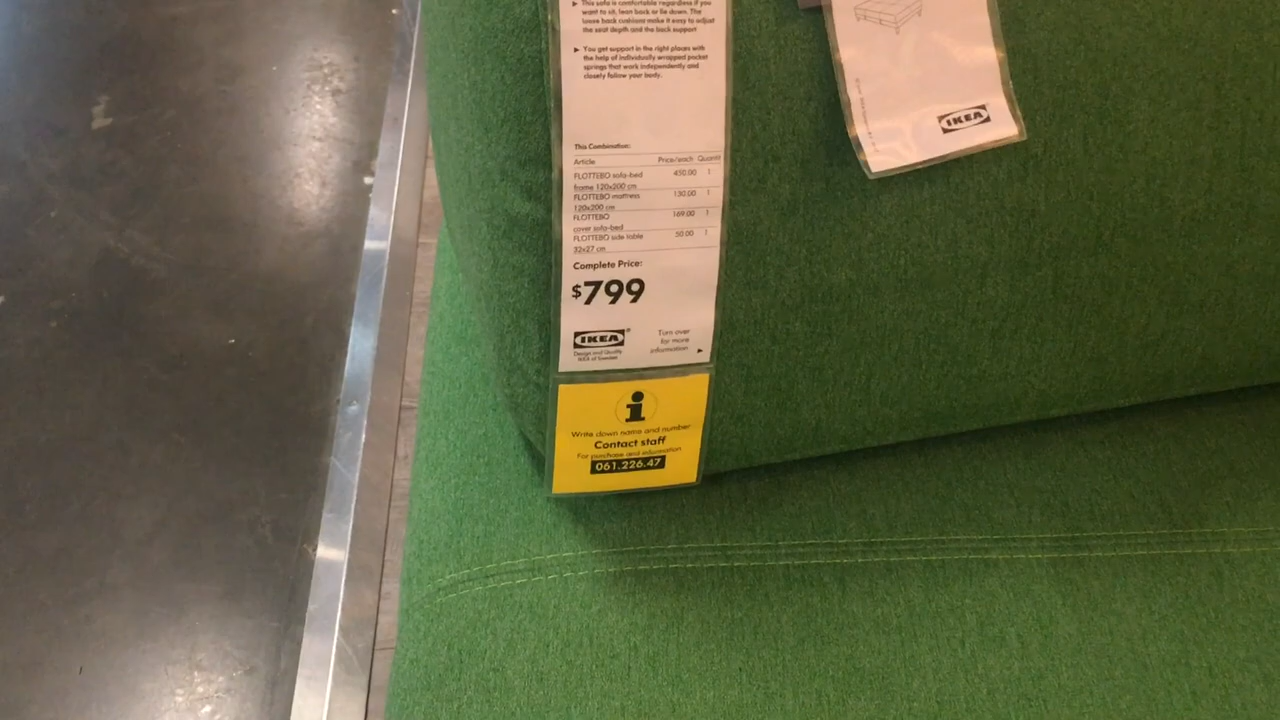 ► This sofa is comfortable regardless if you
want to sit, lean back or lie down. The
loose back cushions make it easy to adjust
the seat depth and the back support
► You get support in the right places with
the help of individually wrapped pocket
springs that work independently and
closely follow your body.
This Combination:
Article Price/each Quantit
FLOTTEBO sofa-bed 450.00 1
frame 120x200 cm
FLOTTEBO mattress 130.00 1
120x200 cm
FLOTTEBO 169.00 1
cover sofa-bed
FLOTTEBO side table 50.00 1
32x27 cm
Complete Price:
$799
IKEA®
Design and Quality
IKEA of Sweden
Turn over
for more
information ►
i
Write down name and number
Contact staff
For purchase and information
061.226.47
IKEA